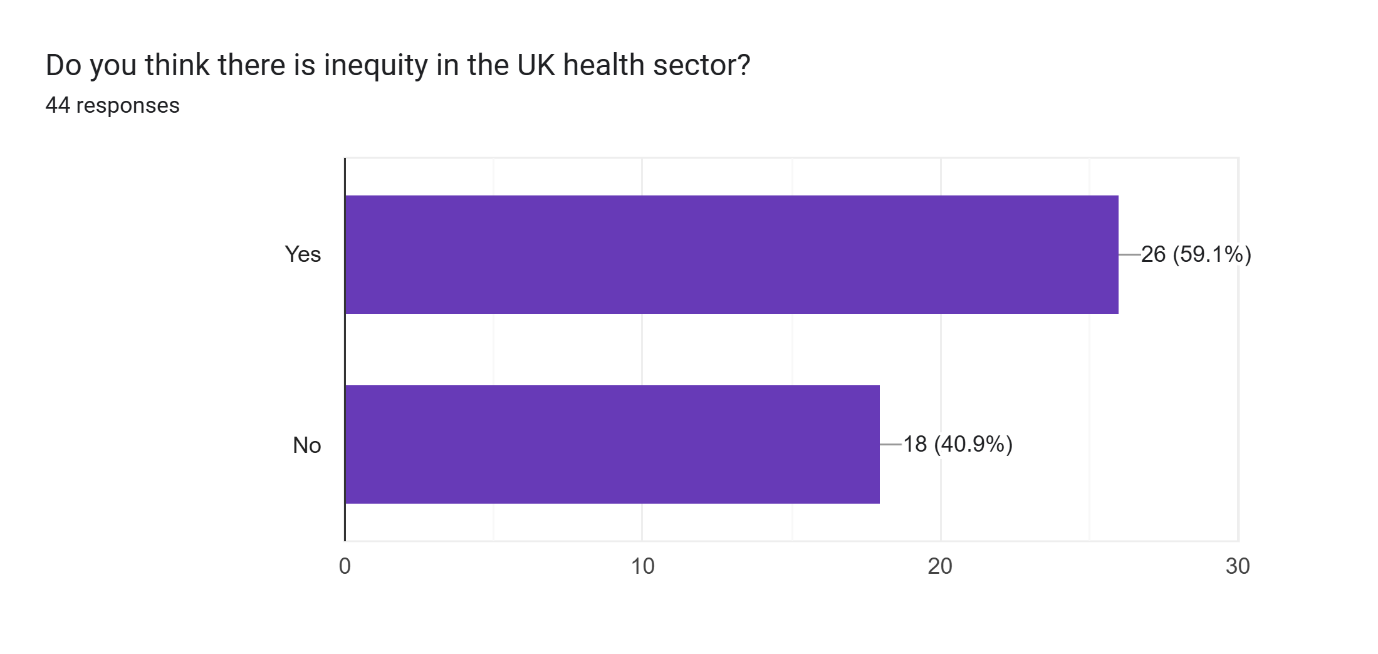 Do you think there is inequity in the UK health sector?
44 responses
Yes
26 (59.1%)
No
18 (40.9%)
0
10
20
30